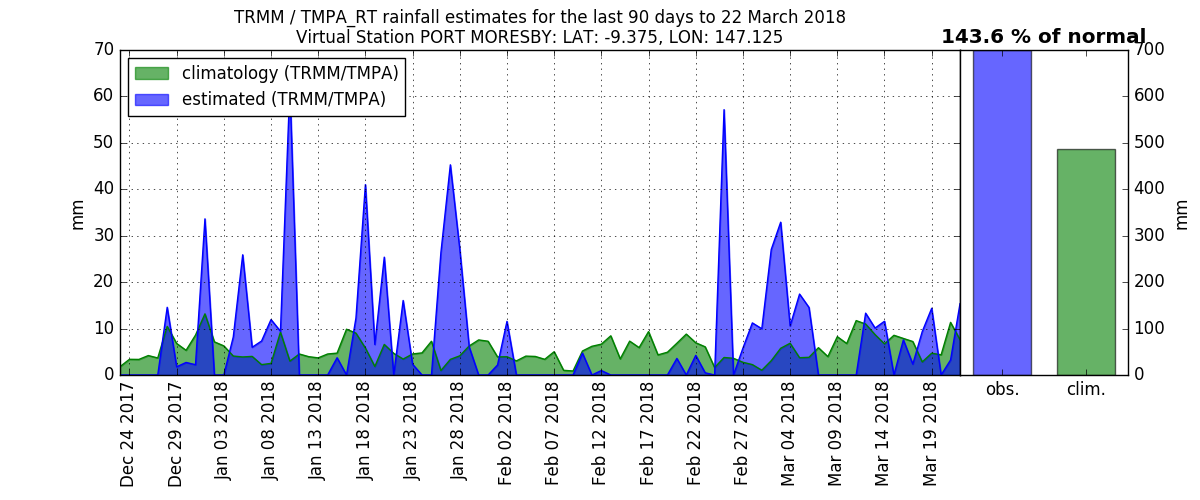 TRMM / TMPA_RT rainfall estimates for the last 90 days to 22 March 2018
Virtual Station PORT MORESBY: LAT: -9.375, LON: 147.125
143.6 % of normal
climatology (TRMM/TMPA)
estimated (TRMM/TMPA)
mm
70
60
50
40
30
20
10
0
Dec 24 2017
Dec 29 2017
Jan 03 2018
Jan 08 2018
Jan 13 2018
Jan 18 2018
Jan 23 2018
Jan 28 2018
Feb 02 2018
Feb 07 2018
Feb 12 2018
Feb 17 2018
Feb 22 2018
Feb 27 2018
Mar 04 2018
Mar 09 2018
Mar 14 2018
Mar 19 2018
obs.
clim.
700
600
500
400
300
200
100
0
mm